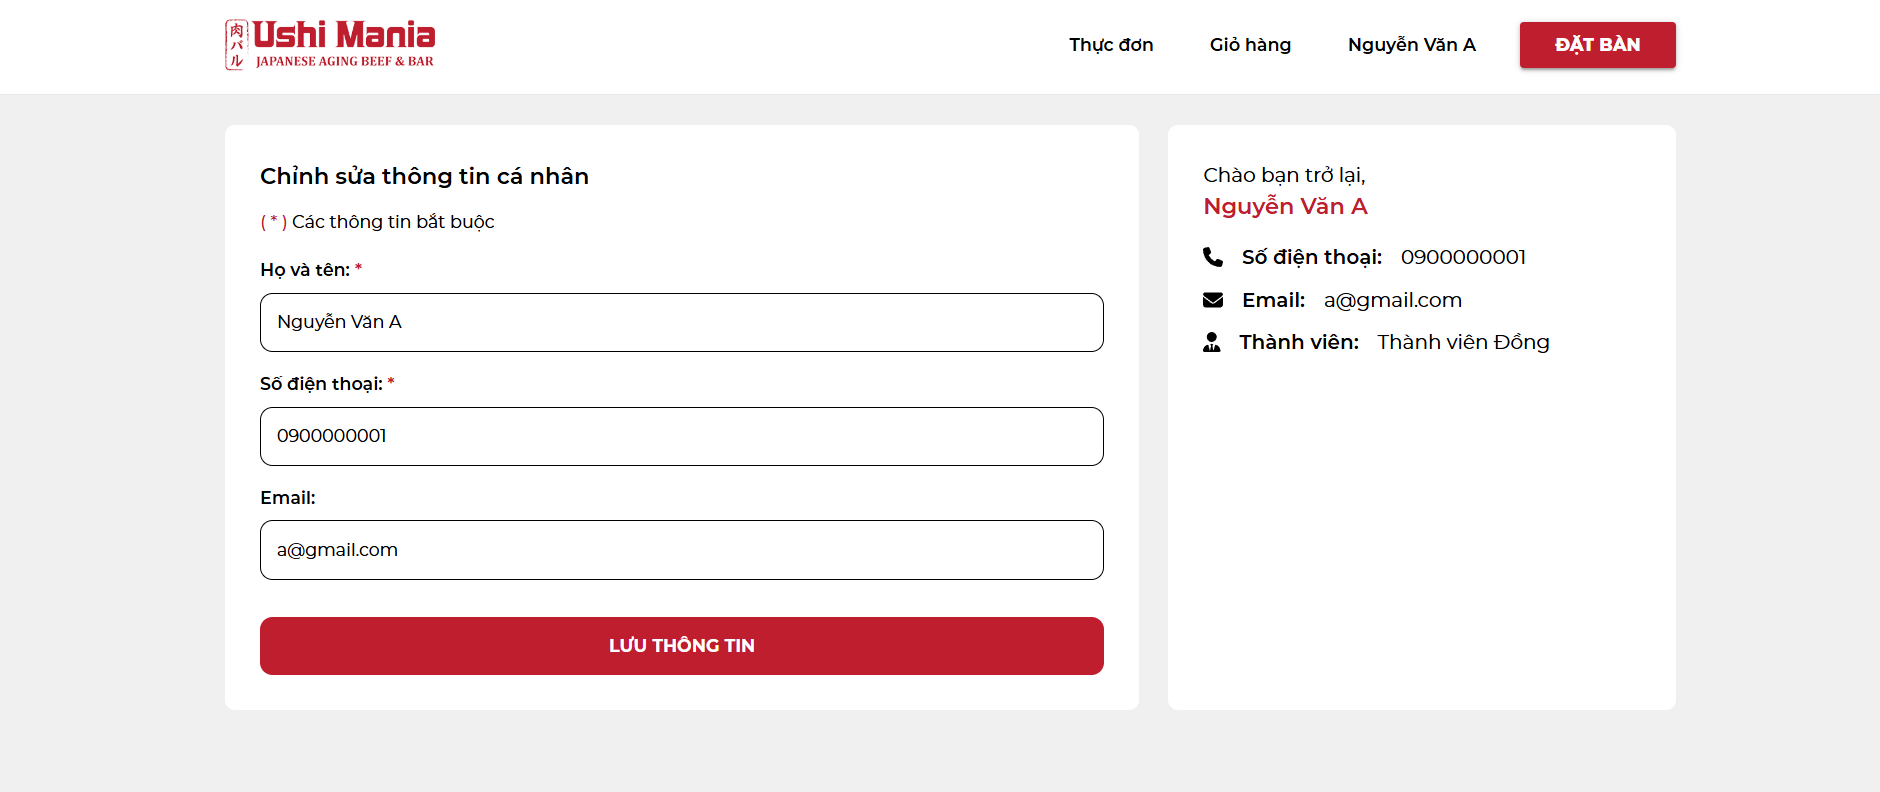 肉バル
Ushi Mania
JAPANESE AGING BEEF & BAR
Thực đơn
Giỏ hàng
Nguyễn Văn A
ĐẶT BÀN
Chỉnh sửa thông tin cá nhân
( * ) Các thông tin bắt buộc
Họ và tên: *
Nguyễn Văn A
Số điện thoại: *
0900000001
Email:
a@gmail.com
LƯU THÔNG TIN
Chào bạn trở lại,
Nguyễn Văn A
Số điện thoại: 0900000001
Email: a@gmail.com
Thành viên: Thành viên Đồng